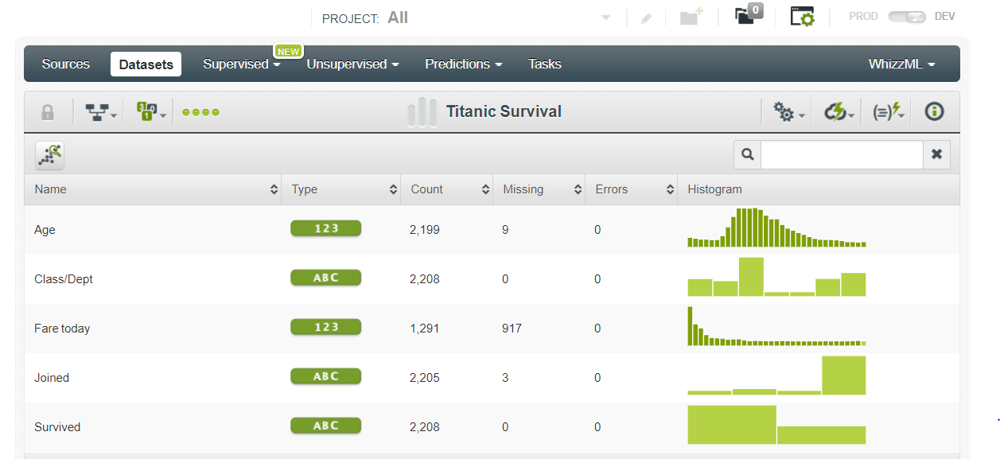 PROJECT: All
0
PROD DEV
NEW
Sources Datasets Supervised Unsupervised Predictions Tasks WhizzML
Titanic Survival
Name Type Count Missing Errors Histogram
Age 123 2,199 9 0
Class/Dept ABC 2,208 0 0
Fare today 123 1,291 917 0
Joined ABC 2,205 3 0
Survived ABC 2,208 0 0